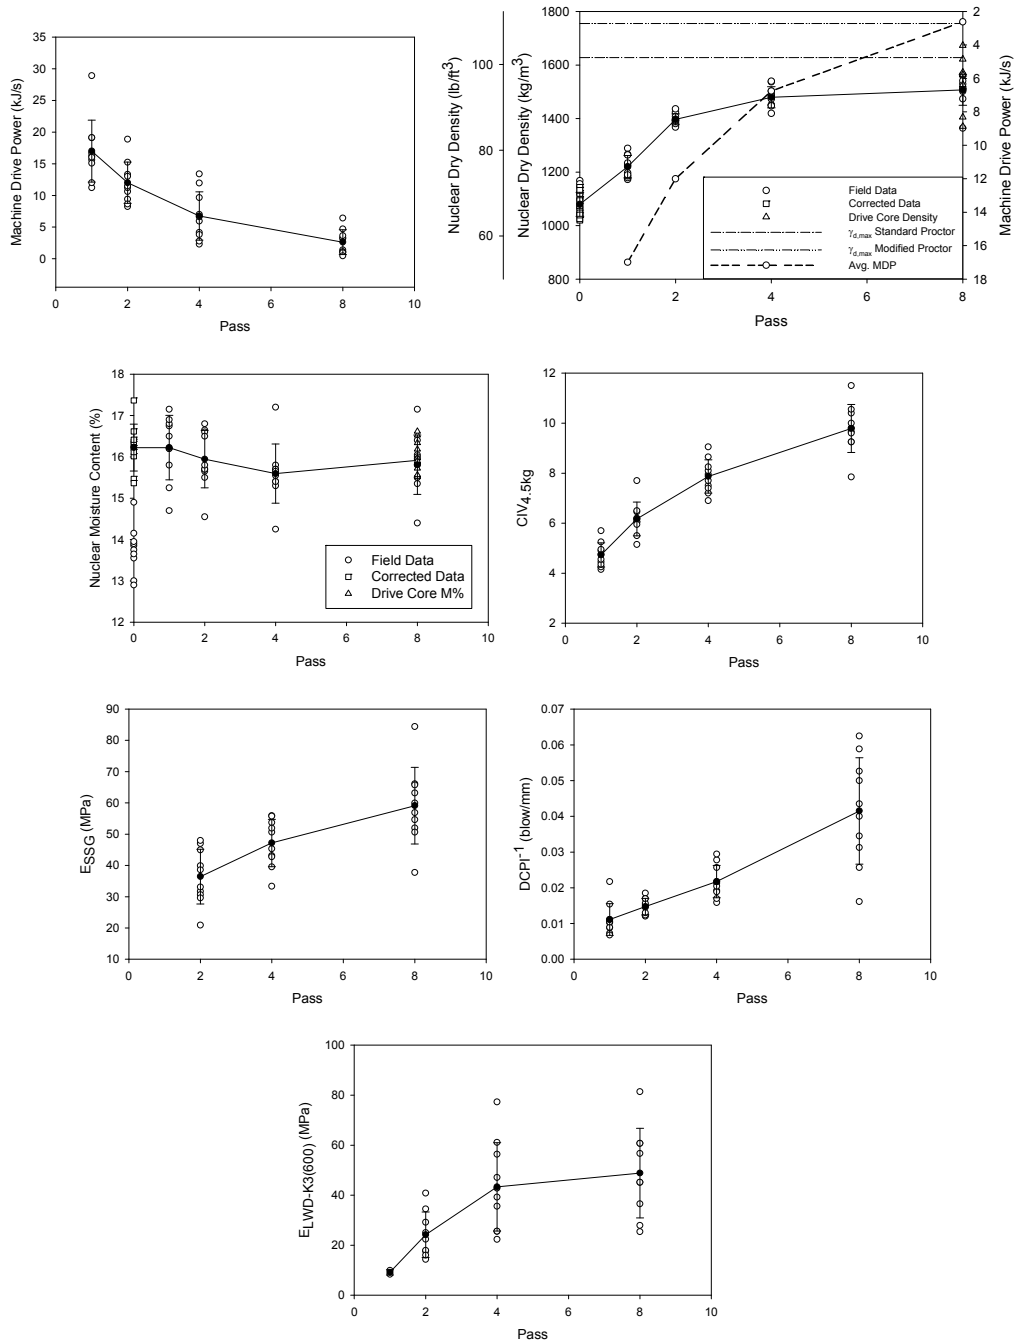 Machine Drive Power (kJ/s)
35
30
25
20
15
10
5
0
0 2 4 6 8 10
Pass
Nuclear Dry Density (lb/ft³)
100
80
60
Nuclear Dry Density (kg/m³)
1800
1600
1400
1200
1000
800
0 2 4 6 8
Pass
Machine Drive Power (kJ/s)
2
4
6
8
10
12
14
16
18
Field Data
Corrected Data
Drive Core Density
γd,max Standard Proctor
γd,max Modified Proctor
Avg. MDP
Nuclear Moisture Content (%)
18
17
16
15
14
13
12
0 2 4 6 8 10
Pass
Field Data
Corrected Data
Drive Core M%
CIV4.5kg
12
10
8
6
4
2
0 2 4 6 8 10
Pass
ESSG (MPa)
90
80
70
60
50
40
30
20
10
0 2 4 6 8 10
Pass
DCPI⁻¹ (blow/mm)
0.07
0.06
0.05
0.04
0.03
0.02
0.01
0.00
0 2 4 6 8 10
Pass
ELWD-K3(600) (MPa)
100
80
60
40
20
0
0 2 4 6 8 10
Pass